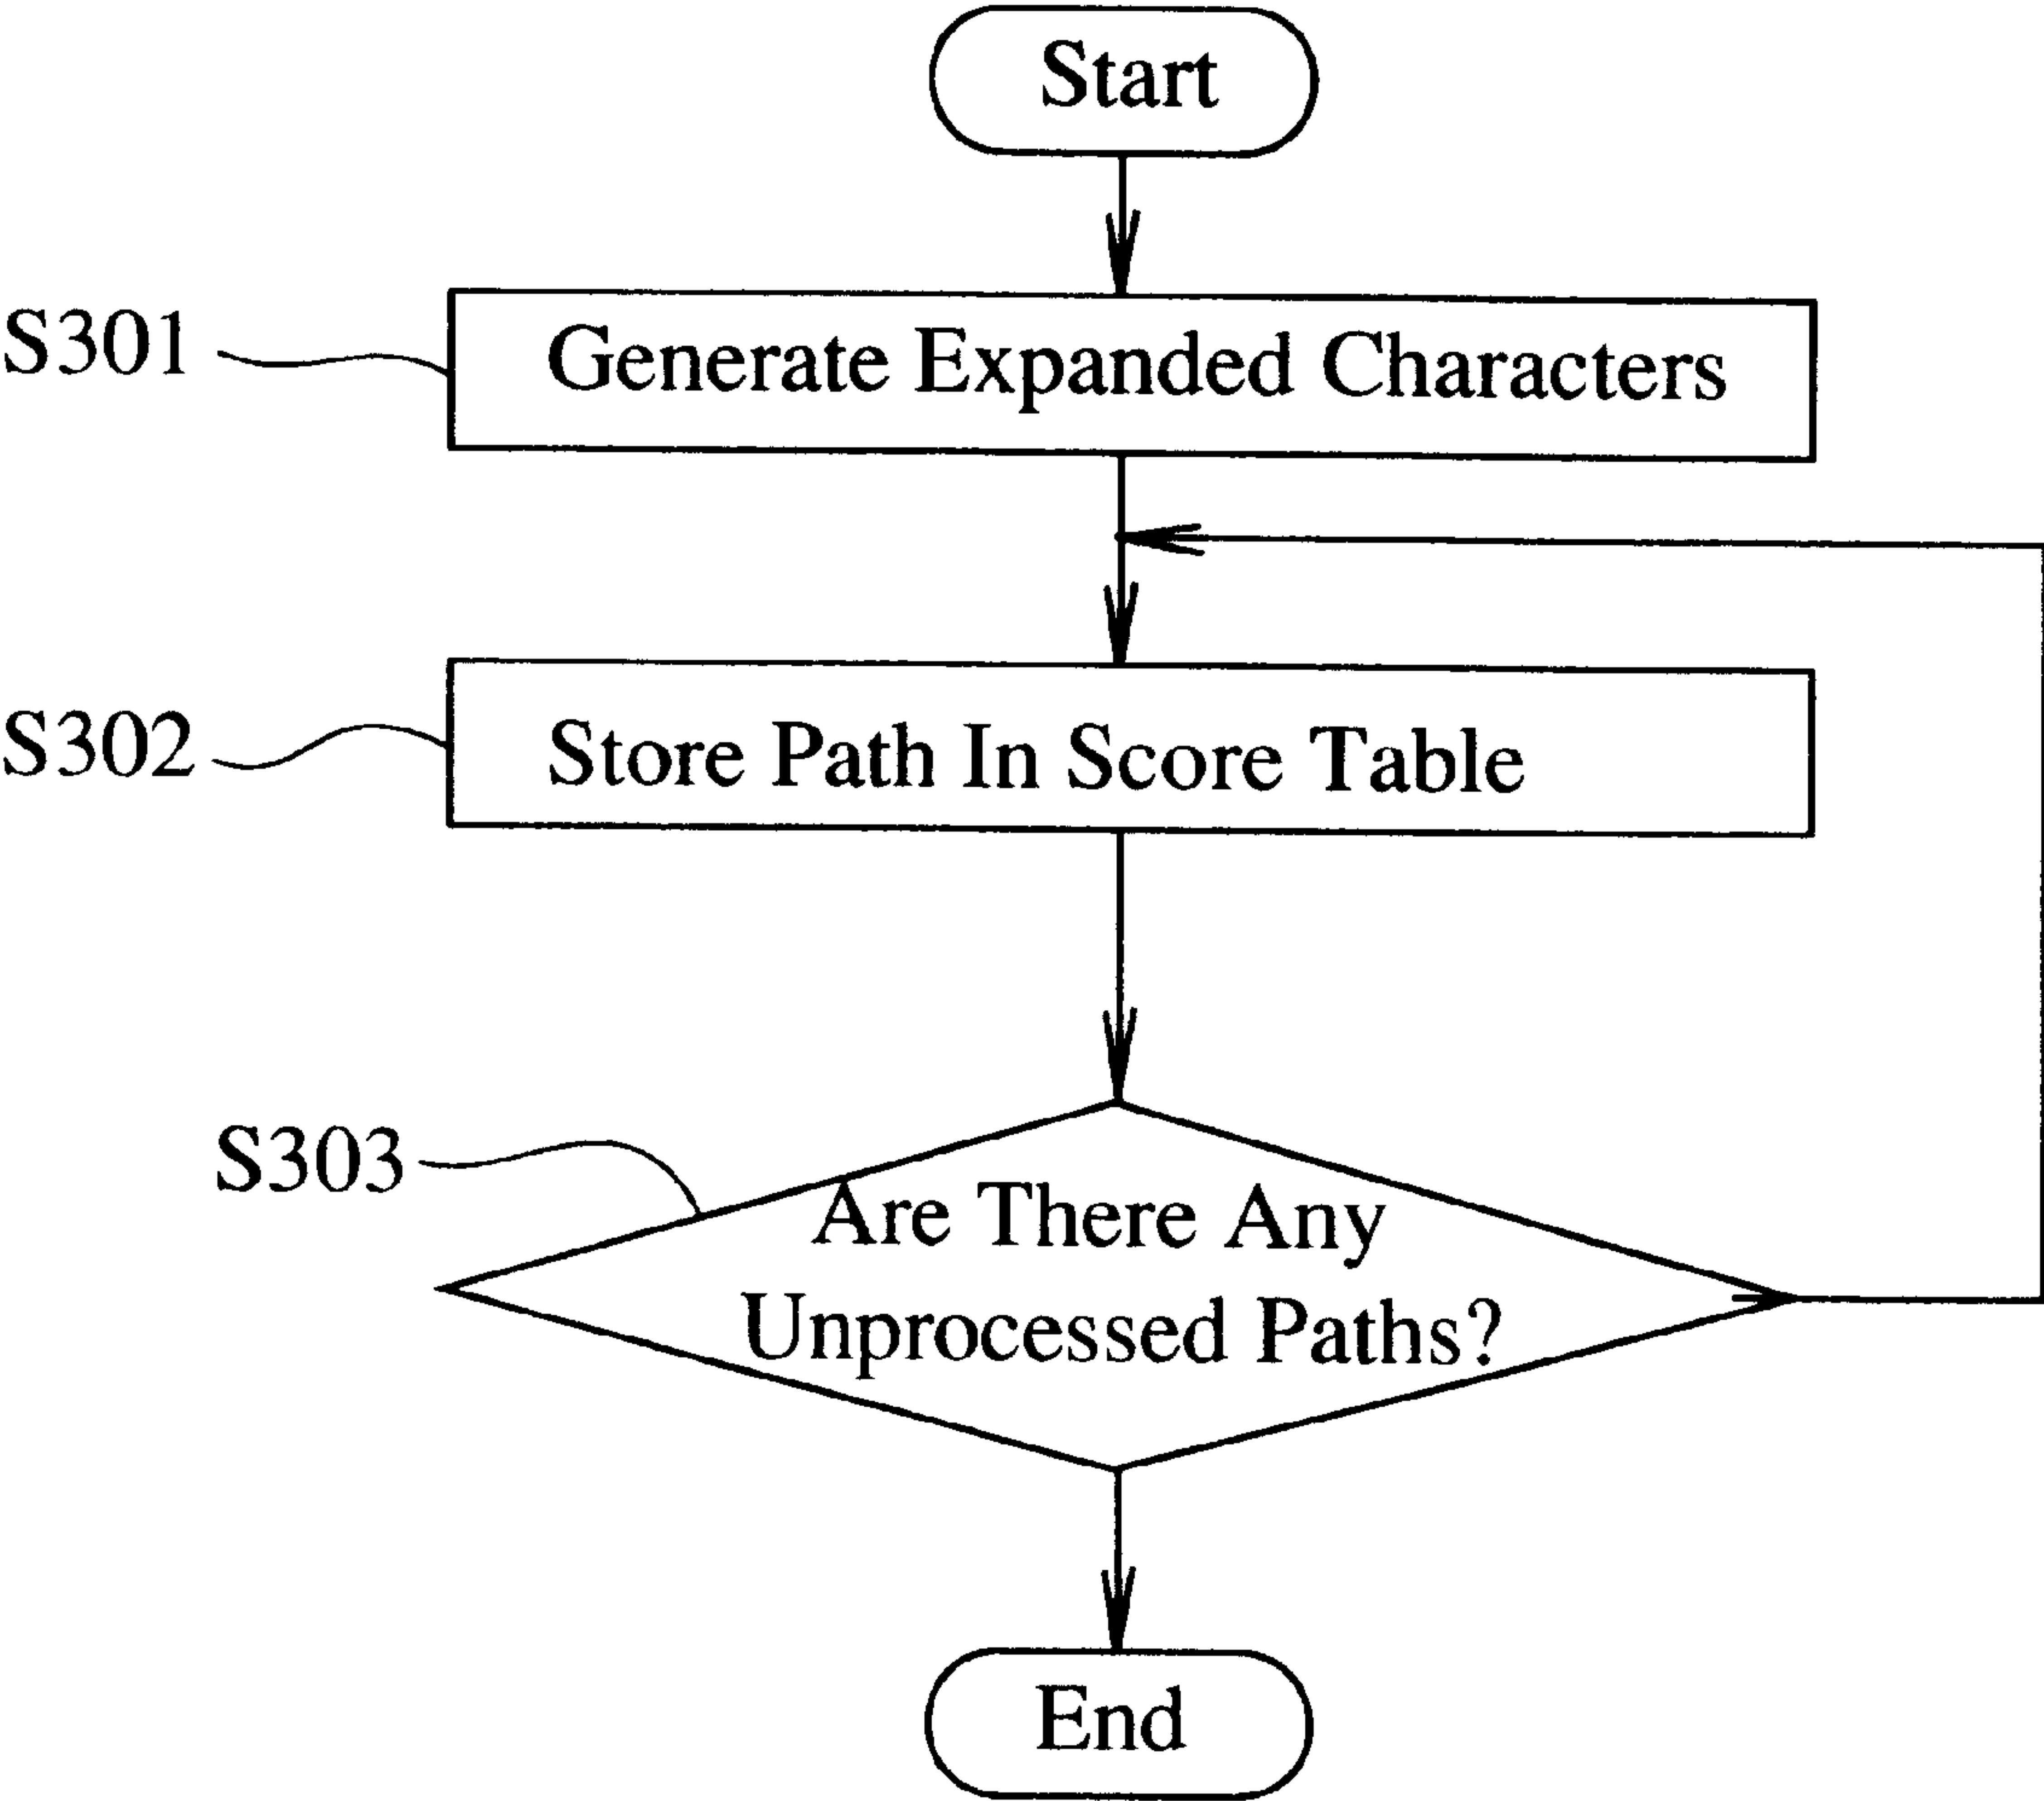 Start
S301
Generate Expanded Characters
S302
Store Path In Score Table
S303
Are There Any
Unprocessed Paths?
End